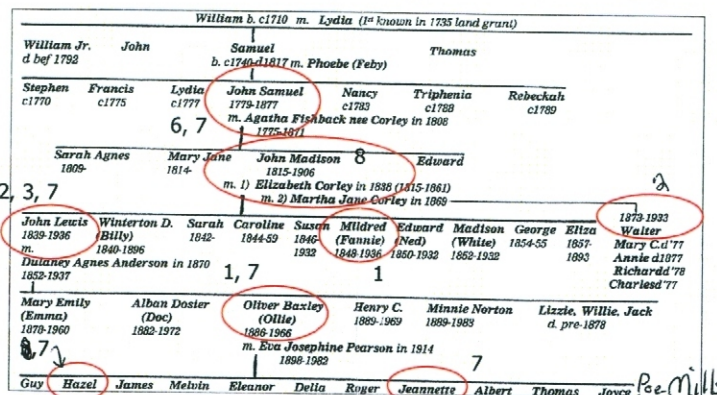 William b. c1710 m. Lydia (1st known in 1735 land grant)
William Jr. John Samuel Thomas
d bef 1792 b. c1740-d1817 m. Phoebe (Feby)
Stephen Francis Lydia John Samuel Nancy Triphenia Rebeckah
c1770 c1775 c1777 1779-1877 c1783 c1788 c1789
m. Agatha Fishback nee Corley in 1808
6, 7 1775-1871
Sarah Agnes Mary Jane John Madison 8 Edward
1809- 1814- 1815-1906
m. 1) Elizabeth Corley in 1838 (1315-1861)
m. 2) Martha Jane Corley in 1869
2, 3, 7 2
John Lewis Winterton D. Sarah Caroline Susan Mildred Edward Madison George Eliza 1873-1933
1839-1936 (Billy) 1842- 1844-59 1846- (Fannie) (Ned) (White) 1854-55 1857- Walter
m. 1840-1896 1932 1848-1936 1850-1932 1852-1932 1893 Mary C.d'77
Dulaney Agnes Anderson in 1870 Annie d1877
1852-1937 1, 7 1 Richardd'78
Charlesd'77
Mary Emily Alban Dosier Oliver Baxley Henry C. Minnie Norton Lizzie, Willie, Jack
(Emma) (Doc) (Ollie) 1889-1969 1889-1983 d. pre-1878
1878-1960 1882-1972 1886-1966
m. Eva Josephine Pearson in 1914
7 1898-1982 7
Guy Hazel James Melvin Eleanor Delia Roger Jeannette Albert Thomas Joyce Poe